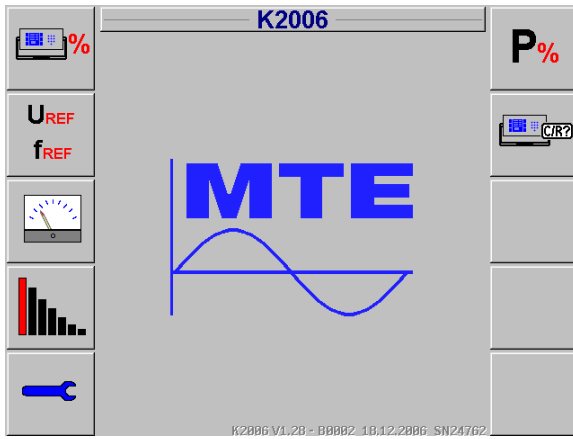 K2006
%
P%
UREF
fREF
C/R?
MTE
K2006 V1.28 - B0002 18.12.2006 SN24762